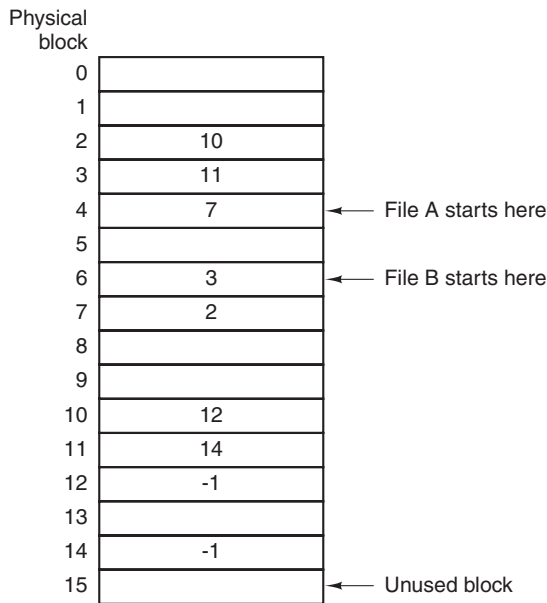 Physical
block
0
1
2 10
3 11
4 7 File A starts here
5
6 3 File B starts here
7 2
8
9
10 12
11 14
12 -1
13
14 -1
15 Unused block